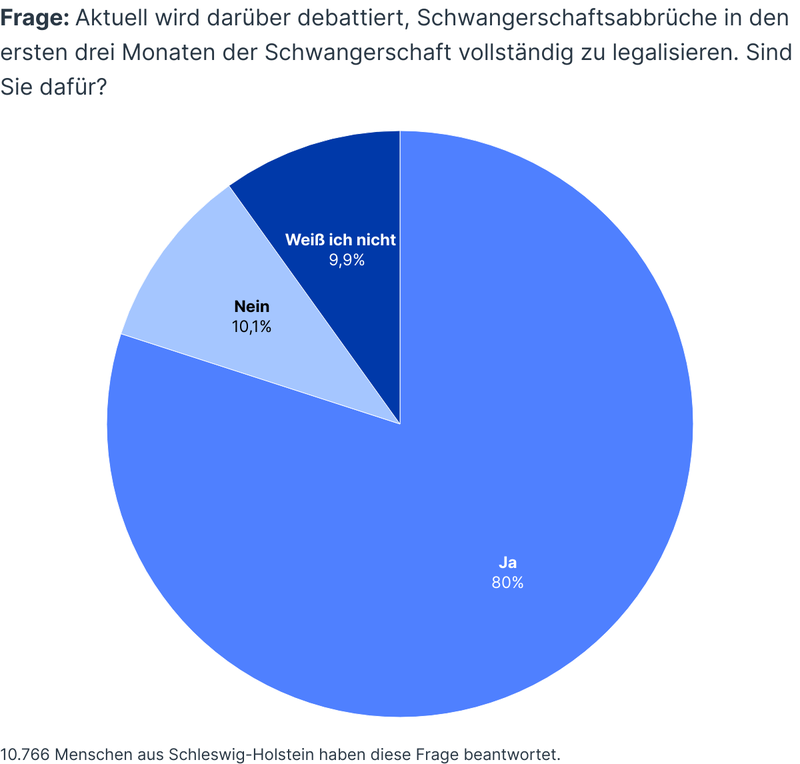 Frage: Aktuell wird darüber debattiert, Schwangerschaftsabbrüche in den
ersten drei Monaten der Schwangerschaft vollständig zu legalisieren. Sind
Sie dafür?
Weiß ich nicht
9,9%
Nein
10,1%
Ja
80%
10.766 Menschen aus Schleswig-Holstein haben diese Frage beantwortet.